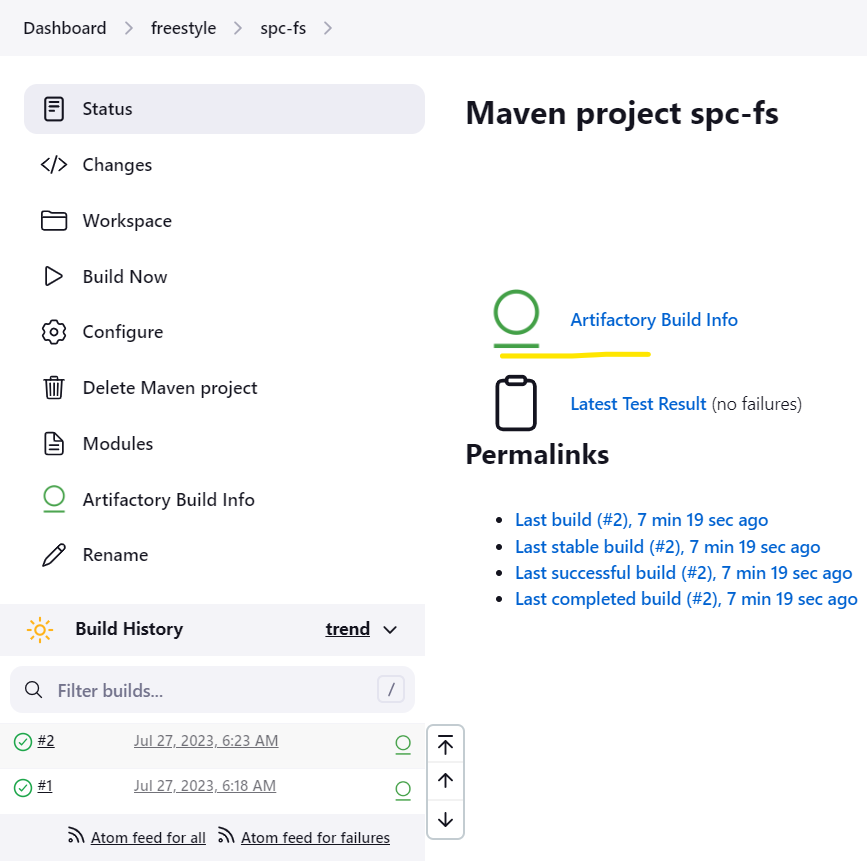 Dashboard > freestyle > spc-fs >
Status
Changes
Workspace
Build Now
Configure
Delete Maven project
Modules
Artifactory Build Info
Rename
Build History trend
Filter builds... /
#2 Jul 27, 2023, 6:23 AM
#1 Jul 27, 2023, 6:18 AM
Atom feed for all Atom feed for failures
Maven project spc-fs
Artifactory Build Info
Latest Test Result (no failures)
Permalinks
Last build (#2), 7 min 19 sec ago
Last stable build (#2), 7 min 19 sec ago
Last successful build (#2), 7 min 19 sec ago
Last completed build (#2), 7 min 19 sec ago